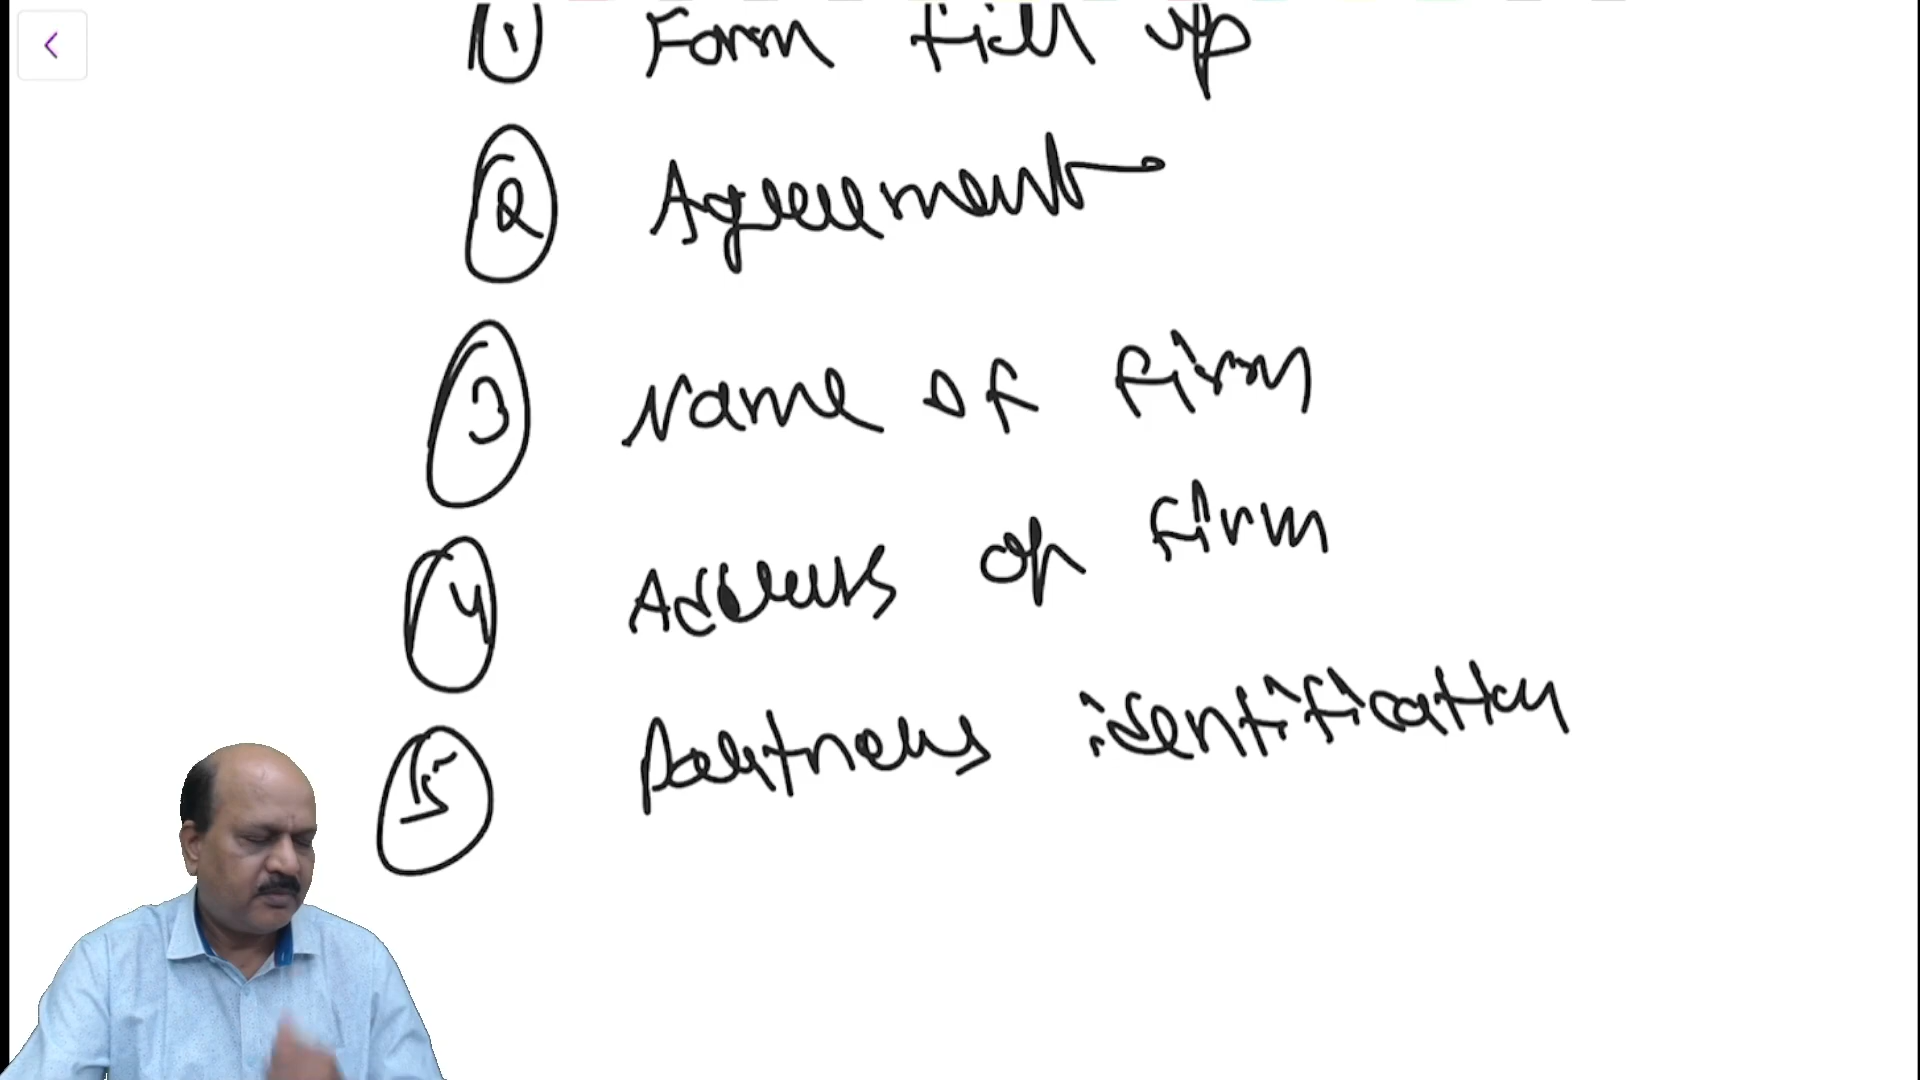 1 Form fill up
2 Agreement
3 Name of firm
4 Address of firm
5 Partners identification